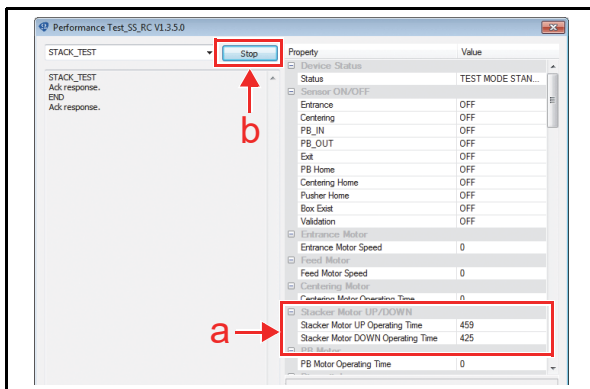 Performance Test_SS_RC V1.3.5.0
STACK_TEST
Stop
STACK_TEST
Ack response.
END
Ack response.
b
a
Property Value
Device Status
Status TEST MODE STAN...
Sensor ON/OFF
Entrance OFF
Centering OFF
PB_IN OFF
PB_OUT OFF
Exit OFF
PB Home OFF
Centering Home OFF
Pusher Home OFF
Box Exist OFF
Validation OFF
Entrance Motor
Entrance Motor Speed 0
Feed Motor
Feed Motor Speed 0
Centering Motor
Centering Motor Operating Time 0
Stacker Motor UP/DOWN
Stacker Motor UP Operating Time 459
Stacker Motor DOWN Operating Time 425
PB Motor
PB Motor Operating Time 0